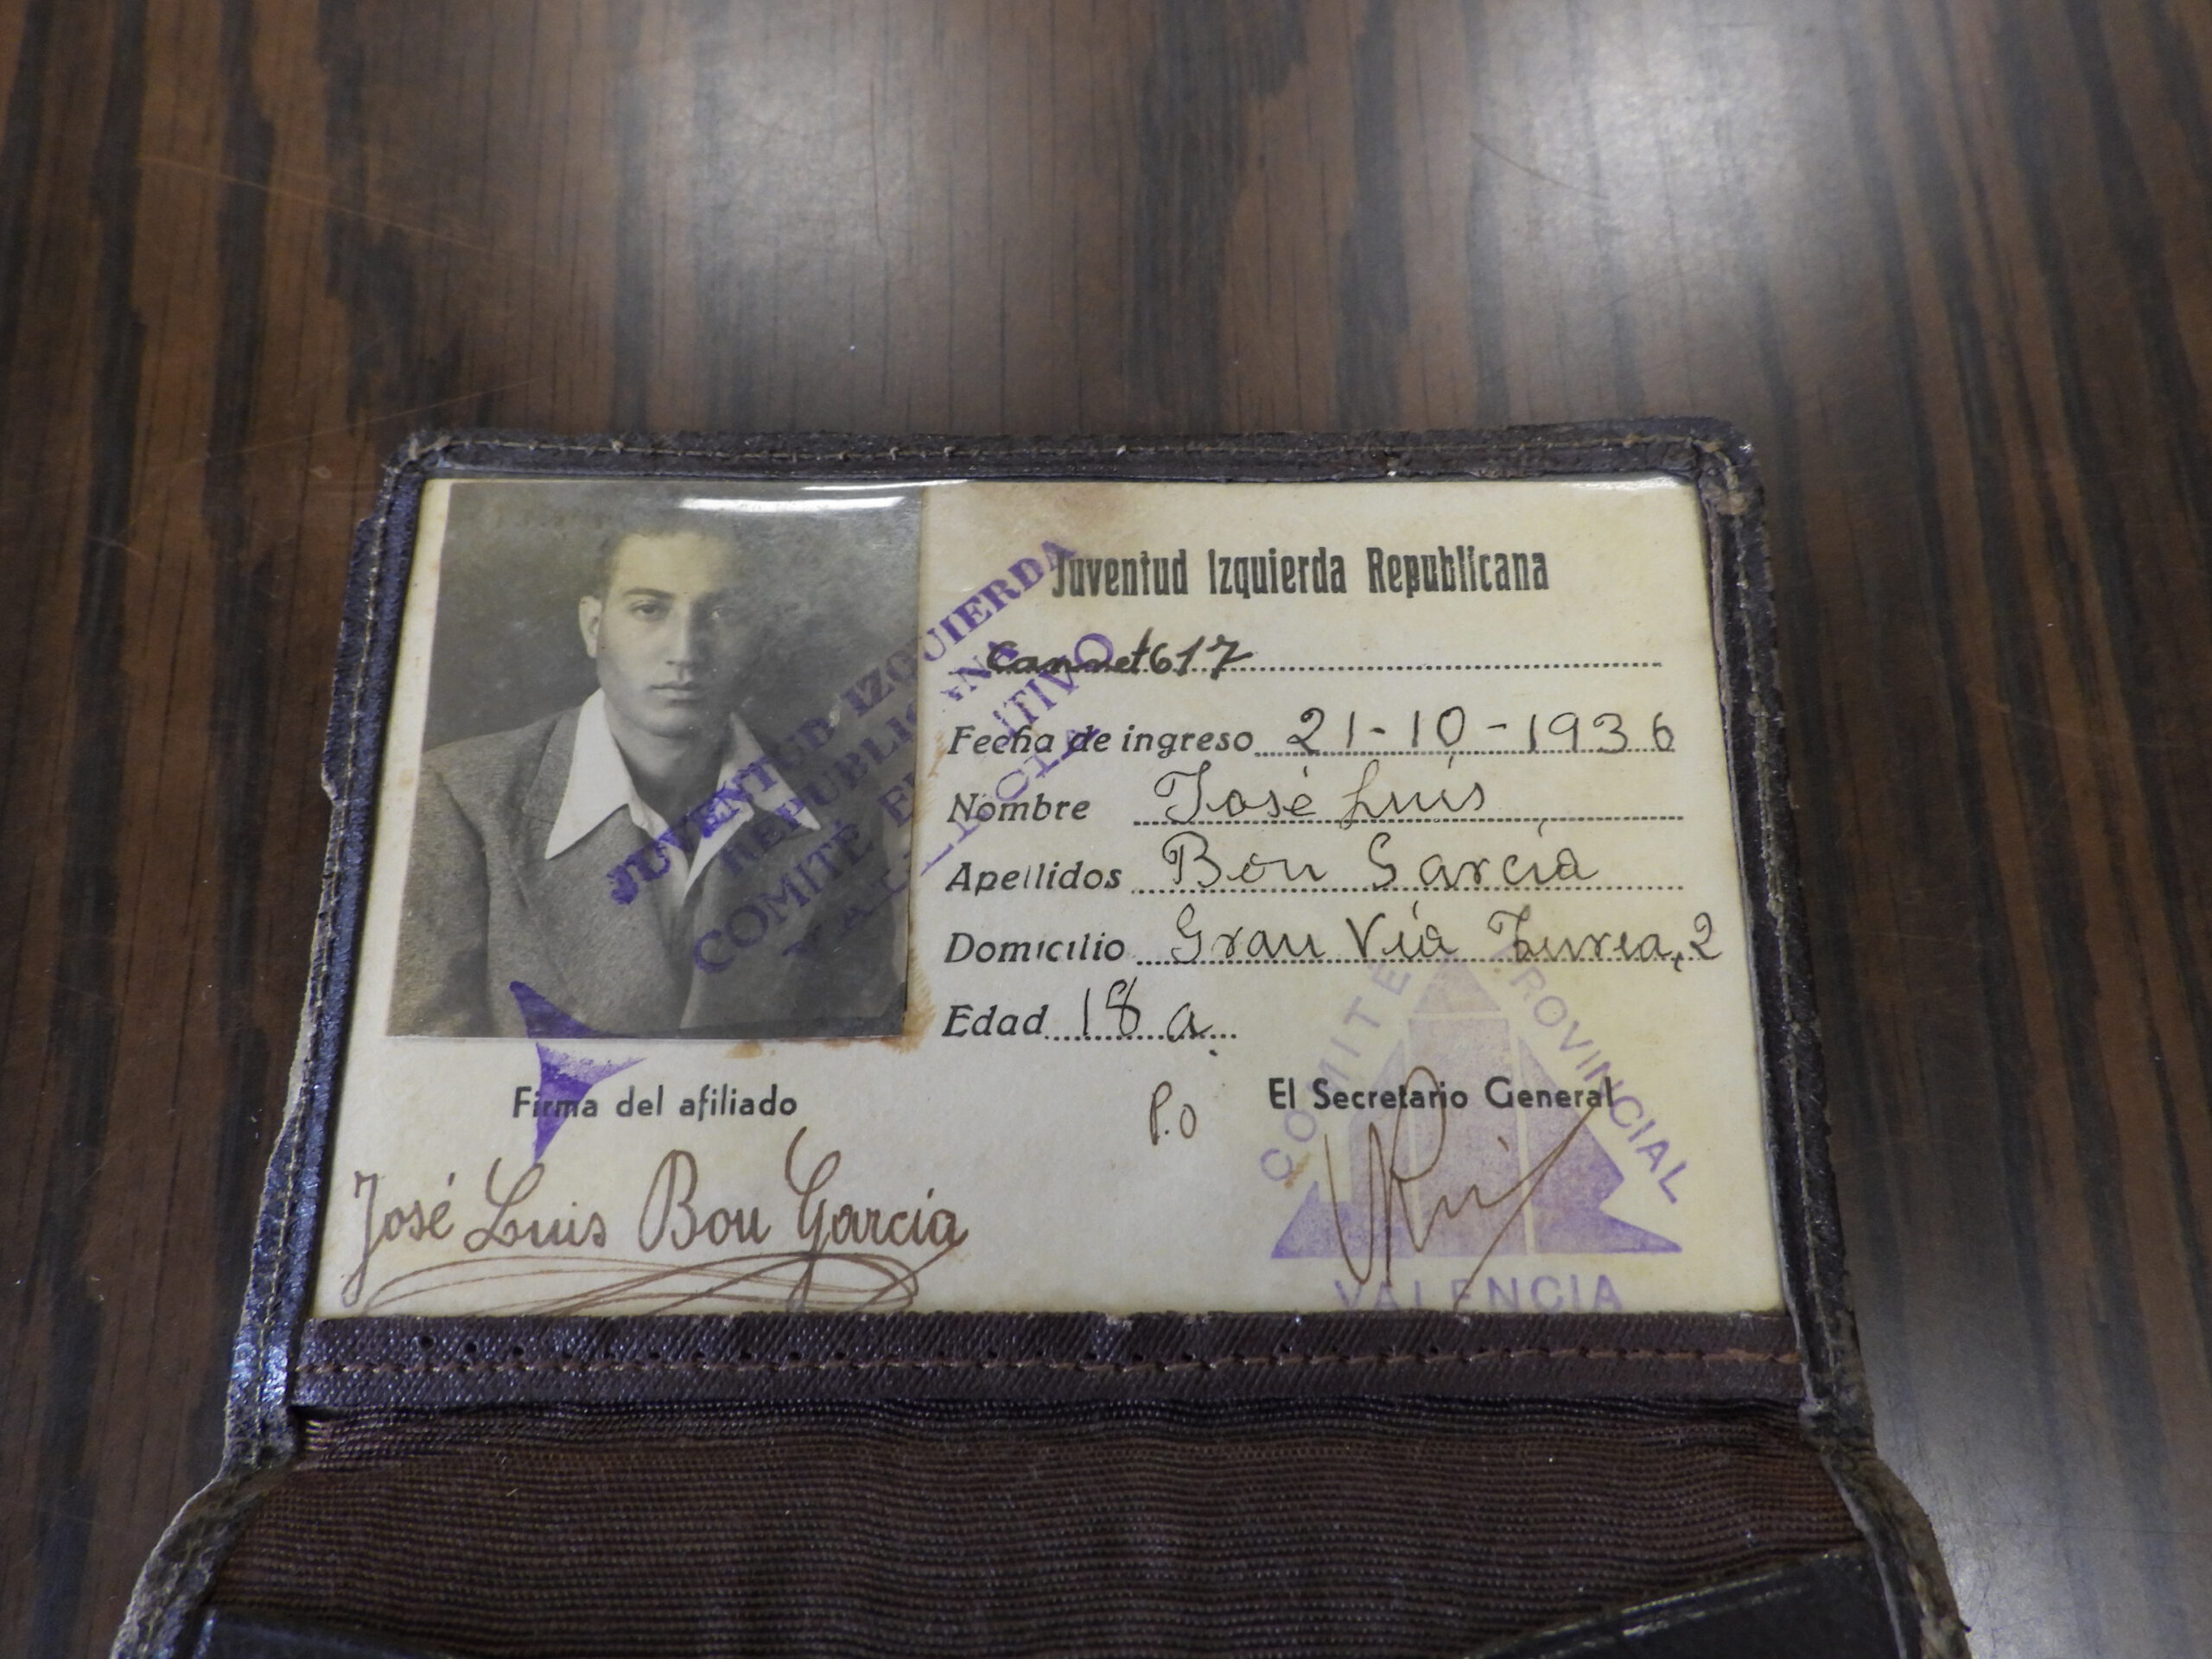 Juventud Izquierda Republicana
Carnet 617
Fecha de ingreso 21-10-1936
Nombre José Luis
Apellidos Bou García
Domicilio Gran Vía Turia, 2
Edad 18 a.
JUVENTUD IZQUIERDA
REPUBLICANA
COMITÉ EJECUTIVO
VALENCIA
Firma del afiliado
P.O El Secretario General
José Luis Bou García
COMITE PROVINCIAL
VALENCIA